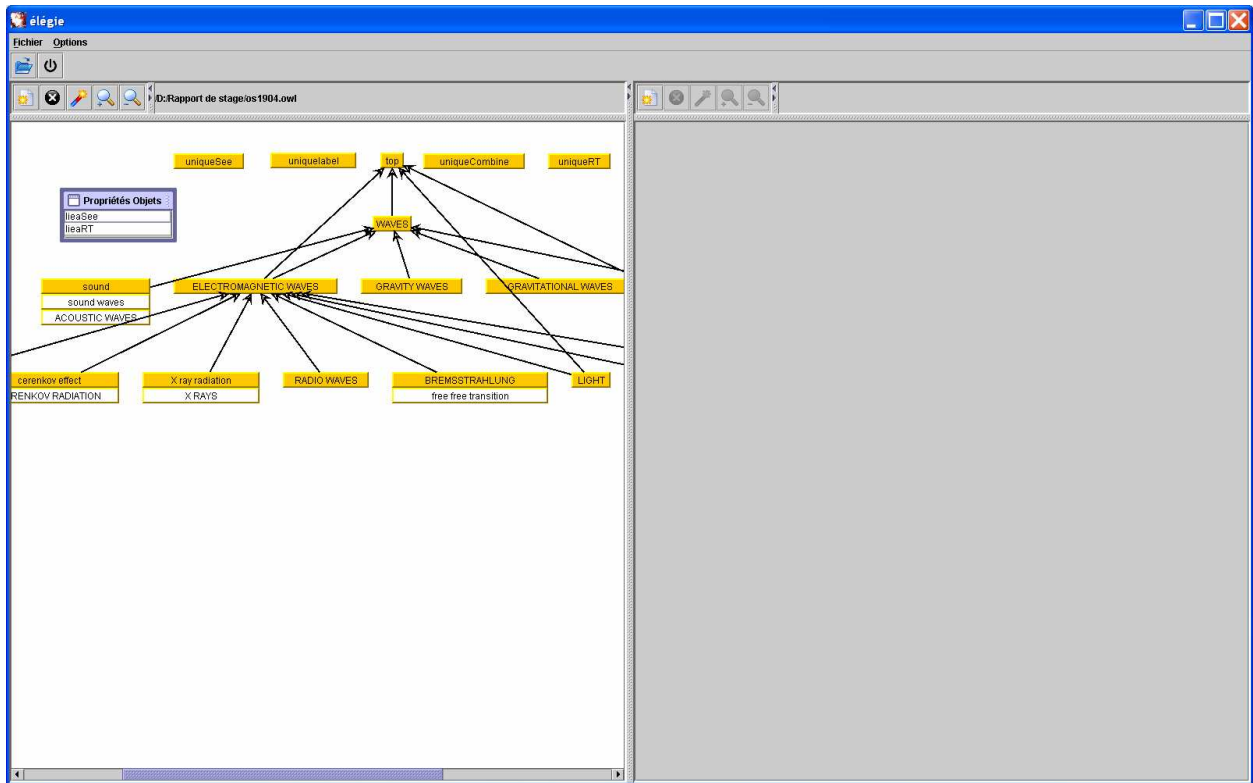 élégie
Fichier Options
/D:/Rapport de stage/os1904.owl
uniqueSee uniquelabel top uniqueCombine uniqueRT
Propriétés Objets
lieaSee
lieaRT
WAVES
sound ELECTROMAGNETIC WAVES GRAVITY WAVES GRAVITATIONAL WAVES
sound waves
ACOUSTIC WAVES
cerenkov effect X ray radiation RADIO WAVES BREMSSTRAHLUNG LIGHT
RENKOV RADIATION X RAYS free free transition